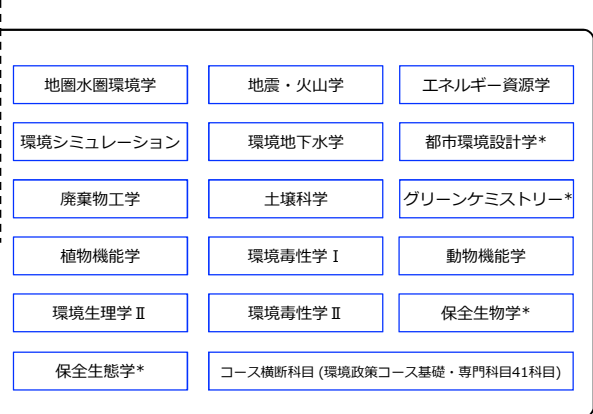 地圏水圏環境学
地震・火山学
エネルギー資源学
環境シミュレーション
環境地下水学
都市環境設計学*
廃棄物工学
土壌科学
グリーンケミストリー*
植物機能学
環境毒性学Ⅰ
動物機能学
環境生理学Ⅱ
環境毒性学Ⅱ
保全生物学*
保全生態学*
コース横断科目 (環境政策コース基礎・専門科目41科目)